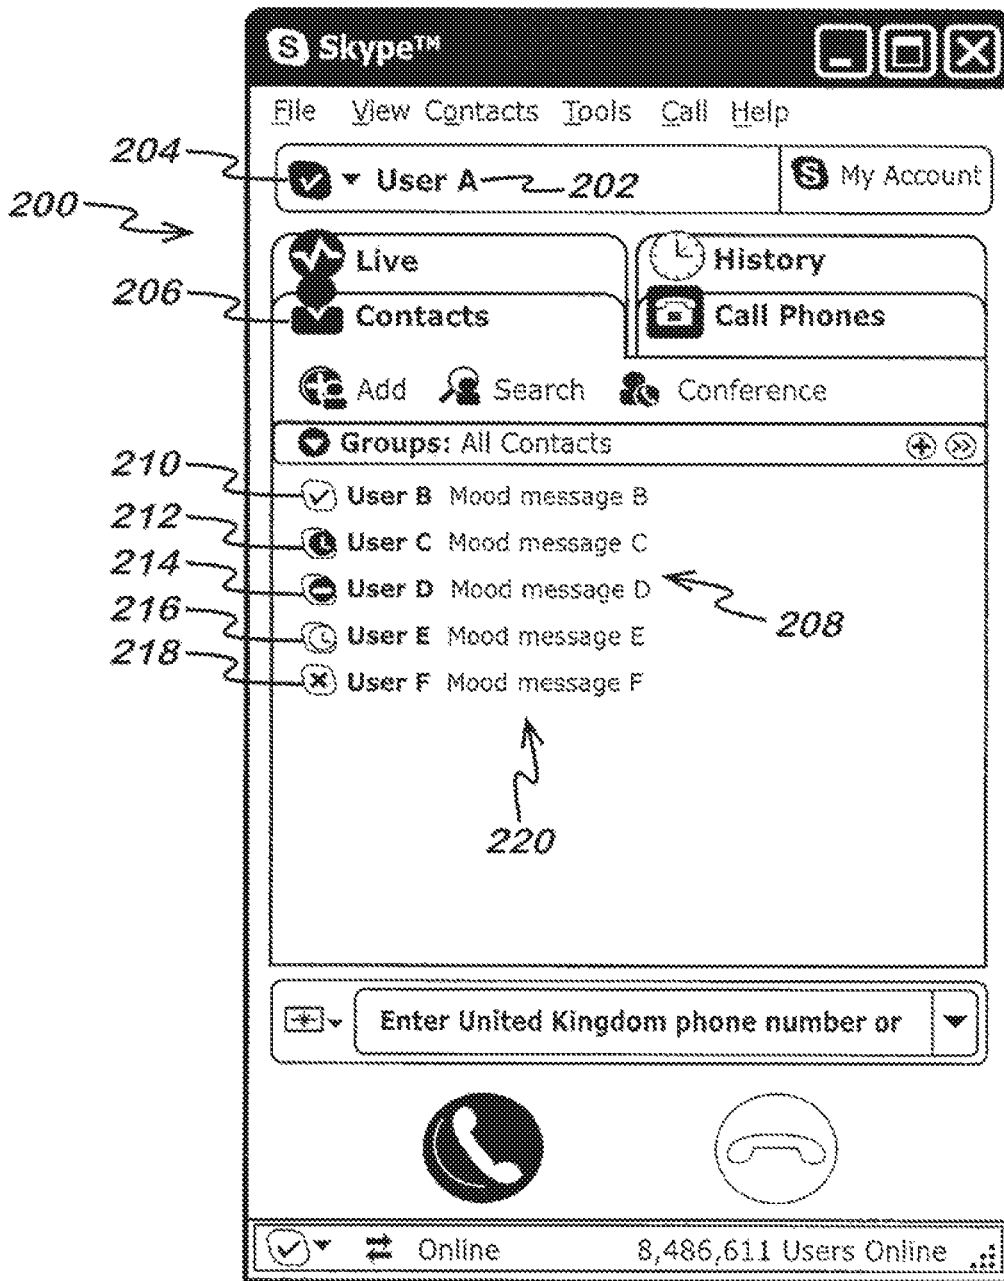 Skype™
File View Contacts Tools Call Help
204
User A
202
My Account
200
Live
History
206
Contacts
Call Phones
Add Search Conference
Groups: All Contacts
210
User B Mood message B
212
User C Mood message C
214
User D Mood message D
208
216
User E Mood message E
218
User F Mood message F
220
Enter United Kingdom phone number or
Online 8,486,611 Users Online